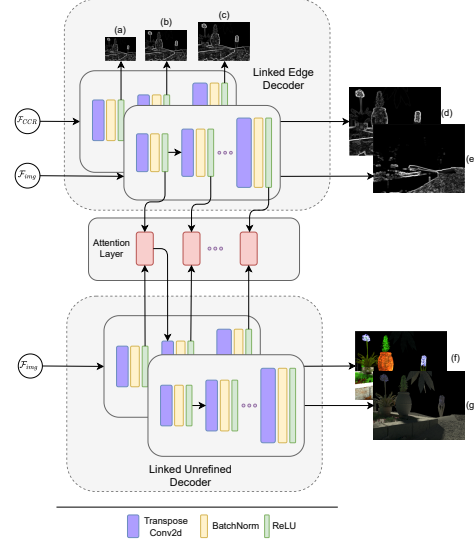 (a)
(b)
(c)
Linked Edge
Decoder
F_CCR
(d)
(e)
F_img
Attention
Layer
F_img
(f)
(g)
Linked Unrefined
Decoder
Transpose
Conv2d
BatchNorm
ReLU